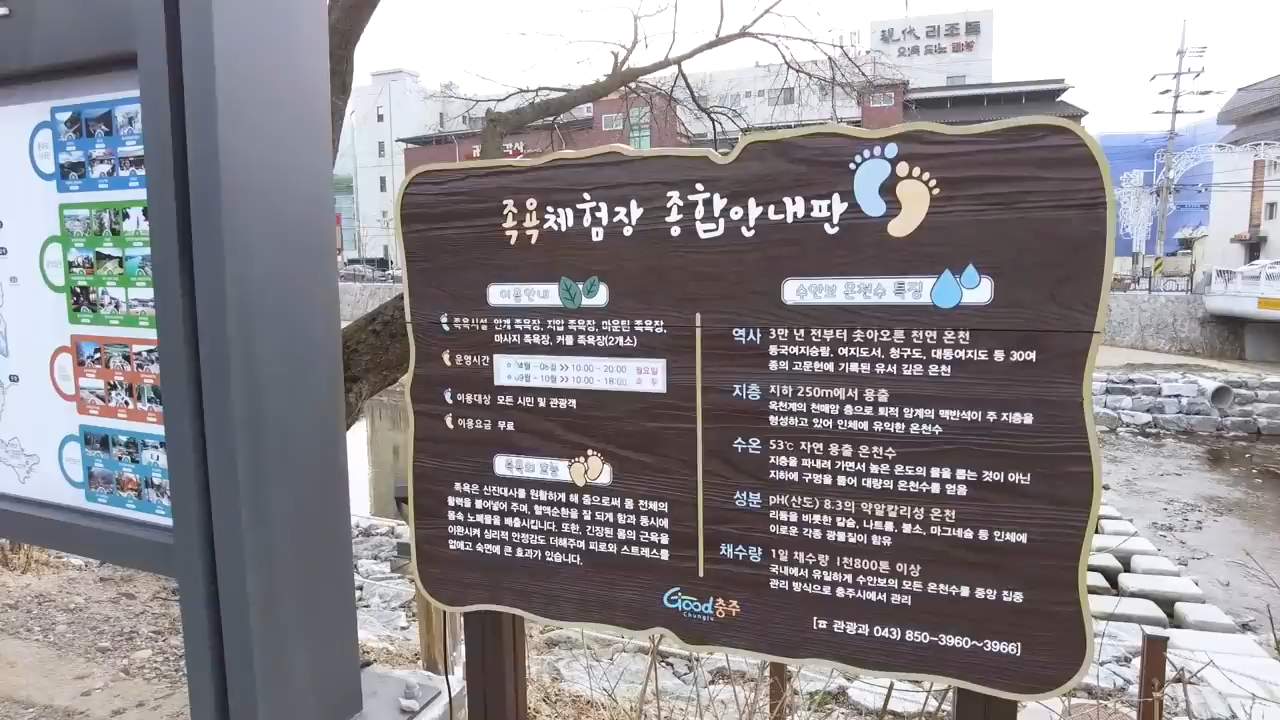 현대 리조틀
족욕체험장 종합안내판
이용안내
족욕시설 안개 족욕장, 지압 족욕장, 마운틴 족욕장,
마사지 족욕장, 커플 족욕장(2개소)
운영시간
☆ 4월 – 08월 >> 10:00 - 20:00 월요일
☆ 09월 - 10월 >> 10:00 - 18:00
이용대상 모든 시민 및 관광객
이용요금 무료
족욕의 효능
족욕은 신진대사를 원활하게 해 줌으로써 몸 전체의
활력을 불어넣어 주며, 혈액순환을 잘 되게 함과 동시에
몸속 노폐물을 배출시킵니다. 또한, 긴장된 몸의 근육을
이완시켜 심리적 안정감도 더해주며 피로와 스트레스를
없애고 숙면에 큰 효과가 있습니다.
수안보 온천수 특징
역사 3만 년 전부터 솟아오른 천연 온천
동국여지승람, 여지도서, 청구도, 대동여지도 등 30여
종의 고문헌에 기록된 유서 깊은 온천
지층 지하 250m에서 용출
옥천계의 천매암 층으로 퇴적 암계의 맥반석이 주 지층을
형성하고 있어 인체에 유익한 온천수
수온 53℃ 자연 용출 온천수
지층을 파내려 가면서 높은 온도의 물을 뽑는 것이 아닌
지하에 구멍을 뚫어 대량의 온천수를 얻음
성분 pH(산도) 8.3의 약알칼리성 온천
리튬을 비롯한 칼슘, 나트륨, 불소, 마그네슘 등 인체에
이로운 각종 광물질이 함유
채수량 1일 채수량 1천800톤 이상
국내에서 유일하게 수안보의 모든 온천수를 중앙 집중
관리 방식으로 충주시에서 관리
Good충주
Chungju
[☎ 관광과 043) 850-3960~3966]